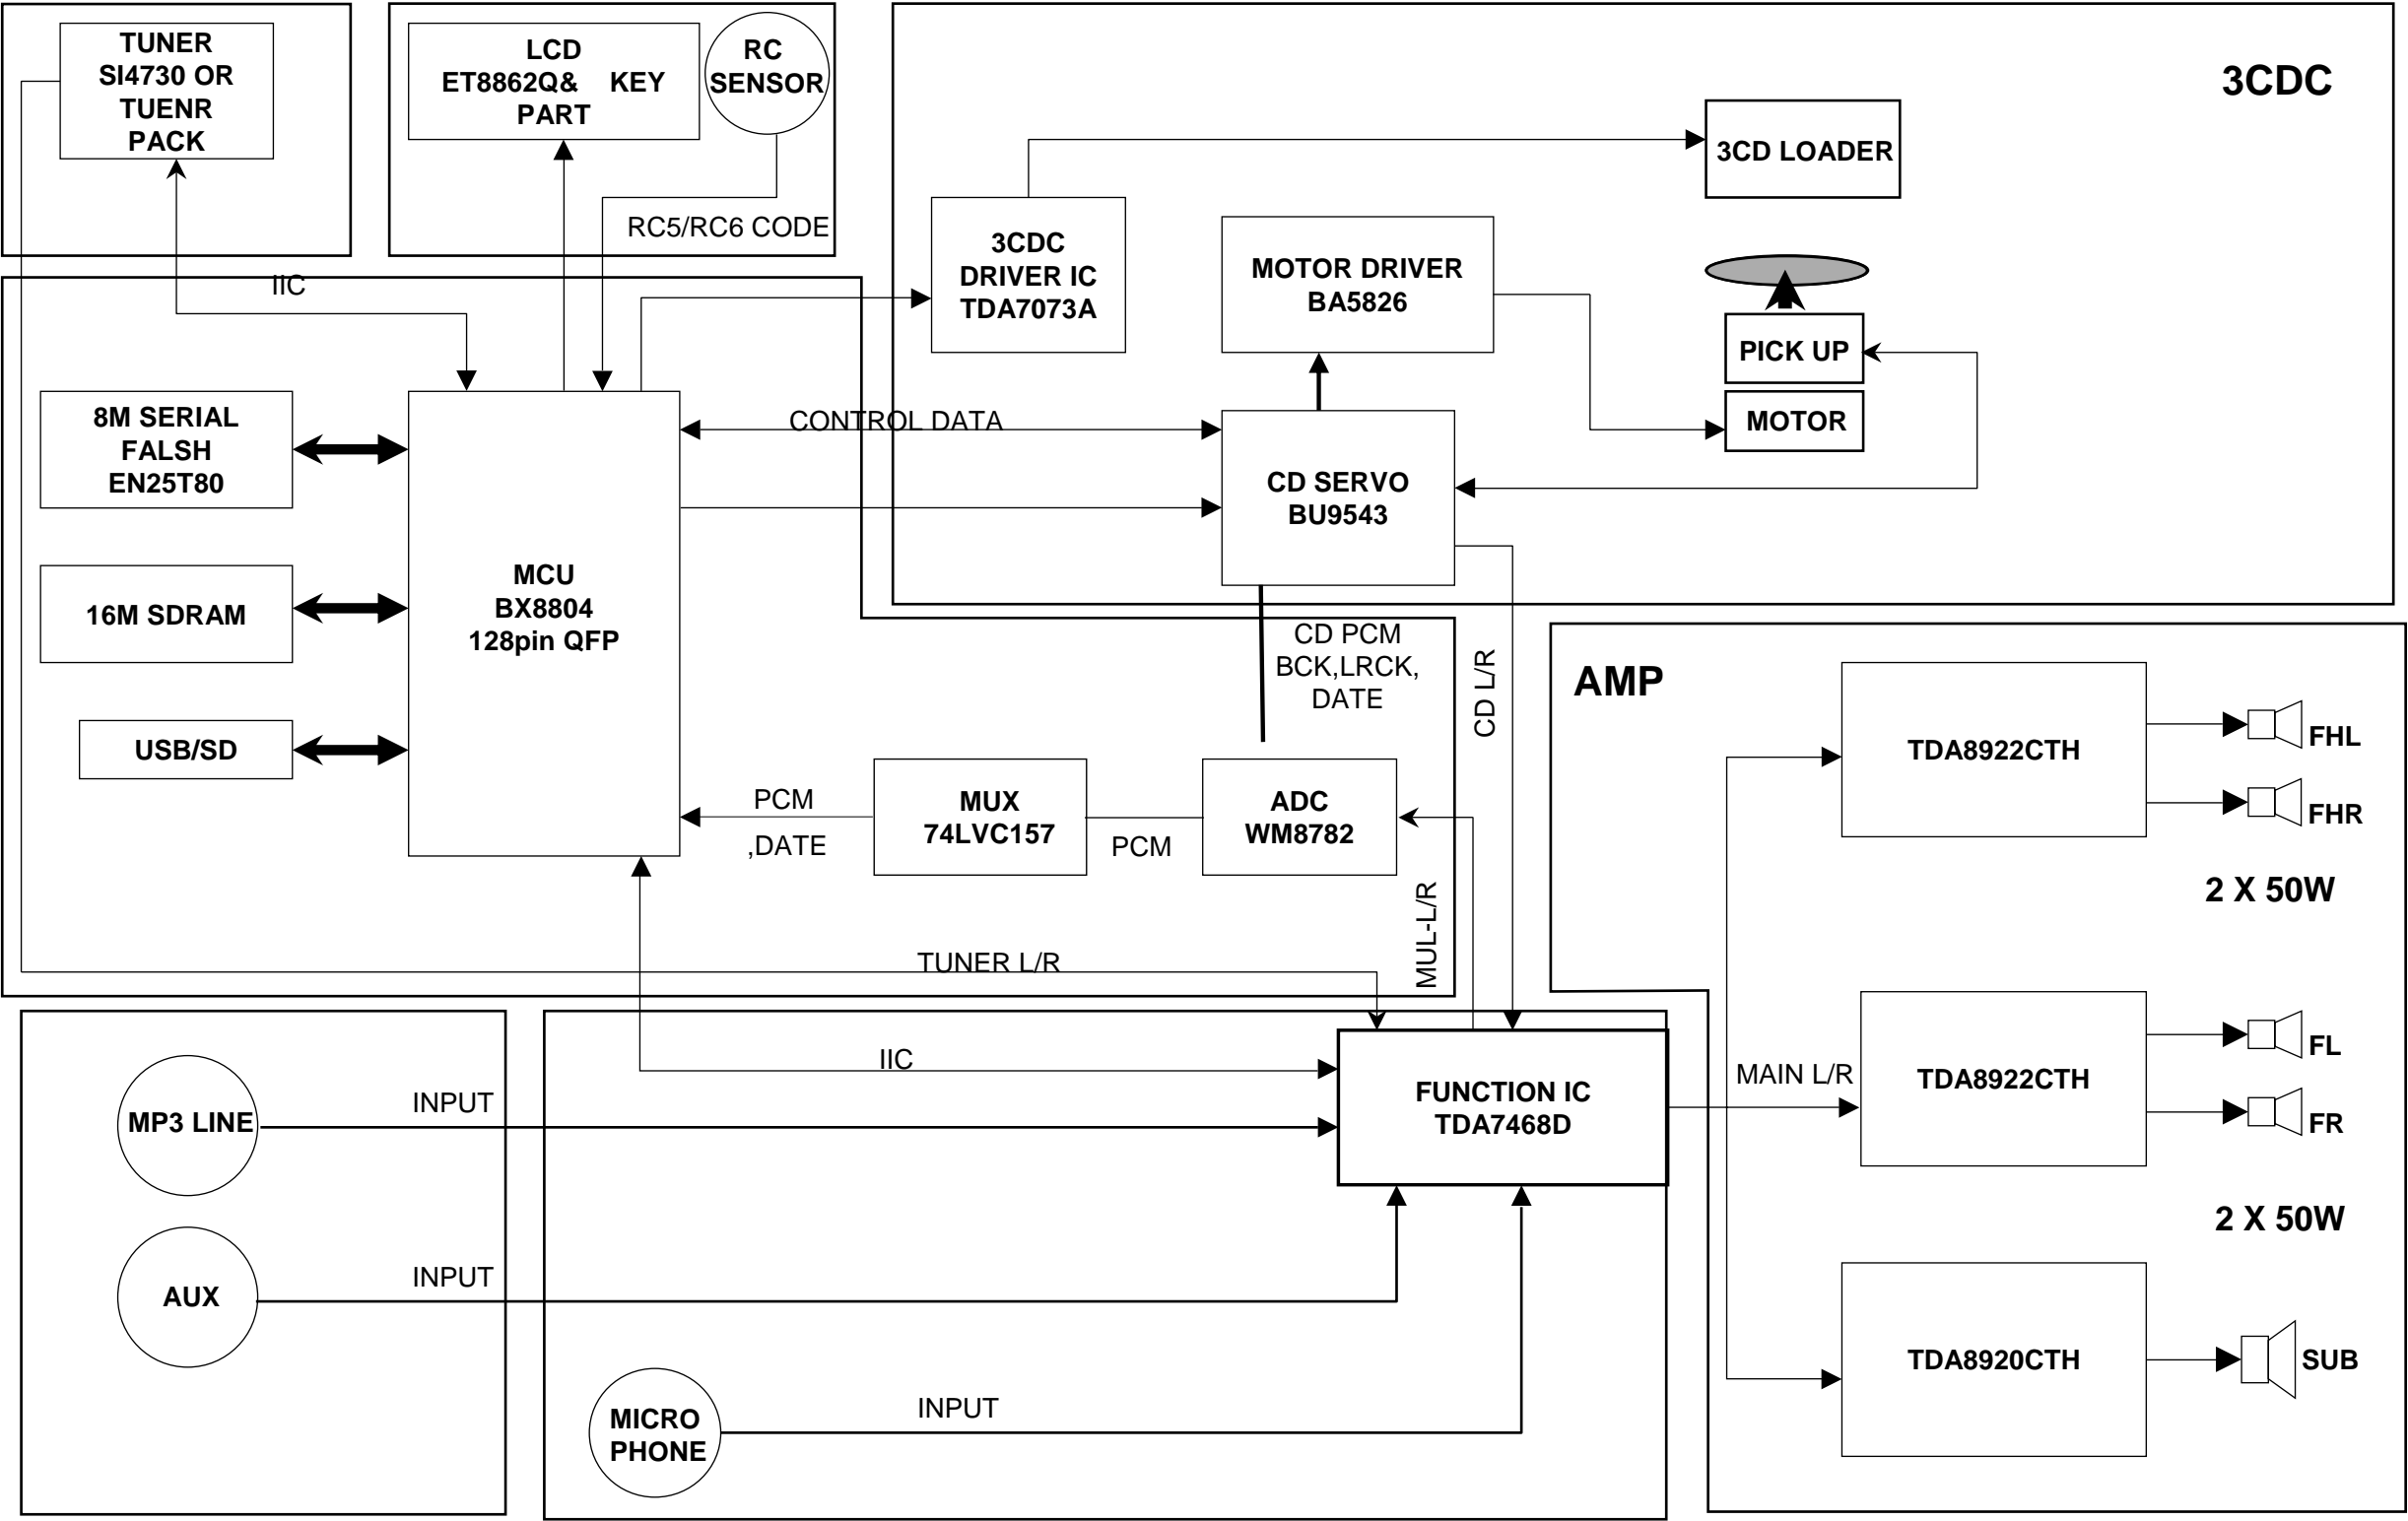 TUNER
SI4730 OR
TUENR
PACK
LCD
ET8862Q& KEY
PART
RC
SENSOR
RC5/RC6 CODE
3CDC
3CD LOADER
3CDC
DRIVER IC
TDA7073A
MOTOR DRIVER
BA5826
PICK UP
MOTOR
IIC
8M SERIAL
FALSH
EN25T80
CONTROL DATA
CD SERVO
BU9543
16M SDRAM
MCU
BX8804
128pin QFP
USB/SD
CD PCM
BCK,LRCK,
DATE
CD L/R
PCM
,DATE
MUX
74LVC157
PCM
ADC
WM8782
MUL-L/R
TUNER L/R
AMP
TDA8922CTH
FHL
FHR
2 X 50W
MP3 LINE
INPUT
IIC
FUNCTION IC
TDA7468D
MAIN L/R
TDA8922CTH
FL
FR
2 X 50W
AUX
INPUT
MICRO
PHONE
INPUT
TDA8920CTH
SUB